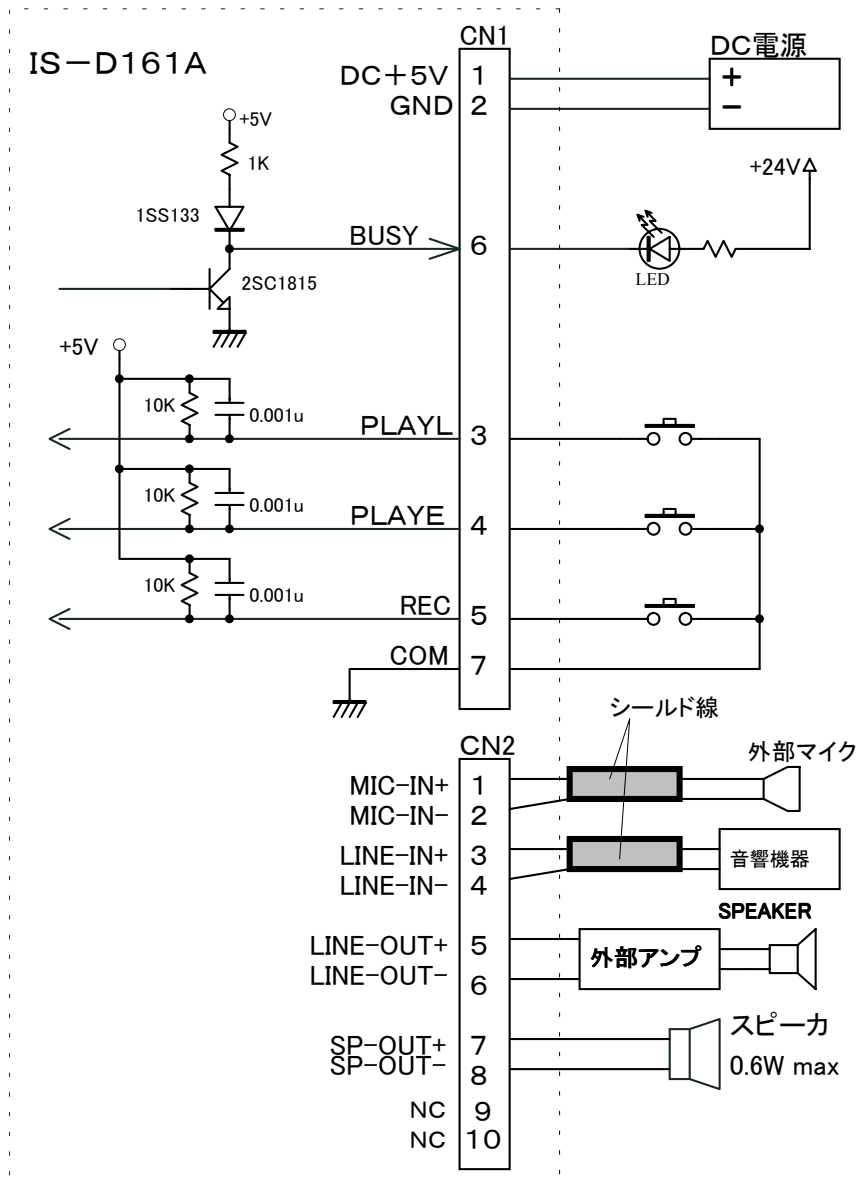 IS-D161A
CN1
DC+5V 1
GND 2
DC電源
+
-
+5V
1K
1SS133
BUSY 6
+24V
LED
2SC1815
+5V
10K 0.001u
PLAYL 3
10K 0.001u
PLAYE 4
10K 0.001u
REC 5
COM 7
シールド線
CN2
外部マイク
MIC-IN+ 1
MIC-IN- 2
LINE-IN+ 3
LINE-IN- 4
音響機器
SPEAKER
LINE-OUT+ 5
LINE-OUT- 6
外部アンプ
SP-OUT+ 7
SP-OUT- 8
スピーカ
0.6W max
NC 9
NC 10